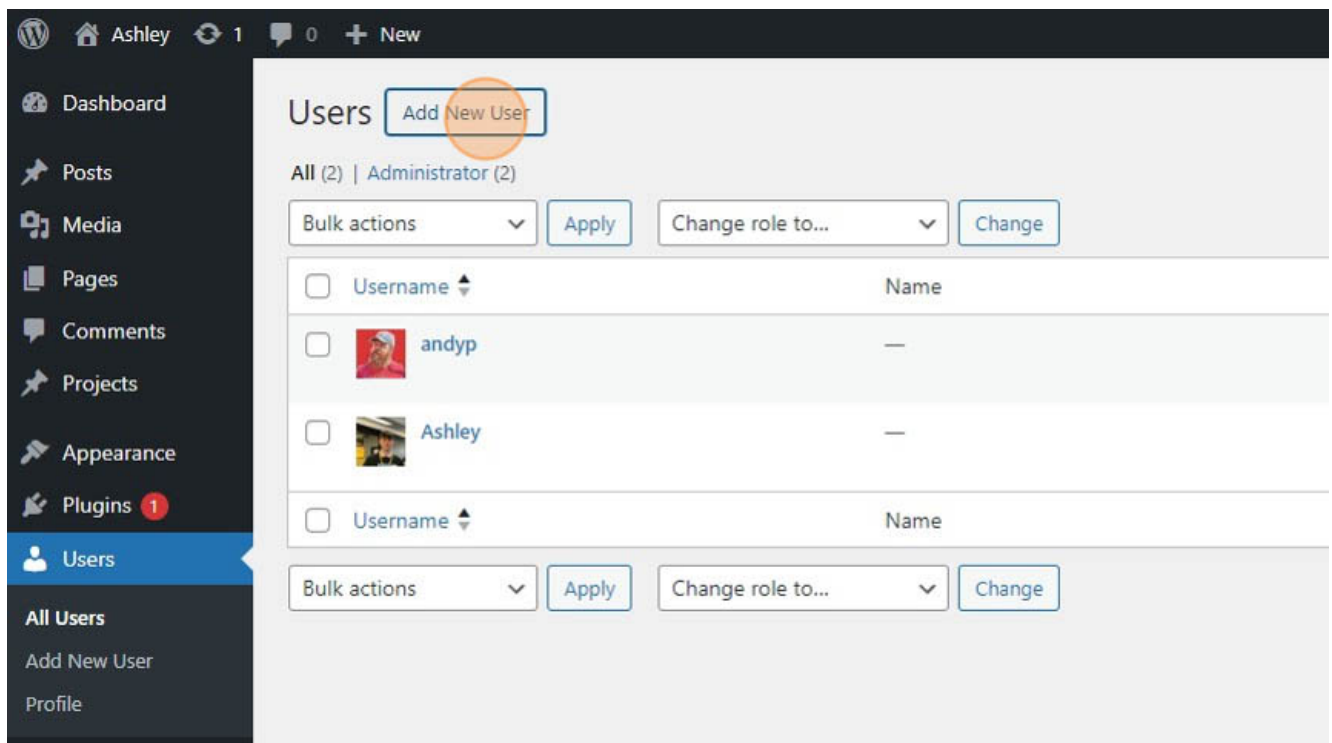 Ashley 1 0 + New
Dashboard
Posts
Media
Pages
Comments
Projects
Appearance
Plugins 1
Users
All Users
Add New User
Profile
Users Add New User
All (2) | Administrator (2)
Bulk actions Apply Change role to... Change
Username Name
andyp —
Ashley —
Username Name
Bulk actions Apply Change role to... Change